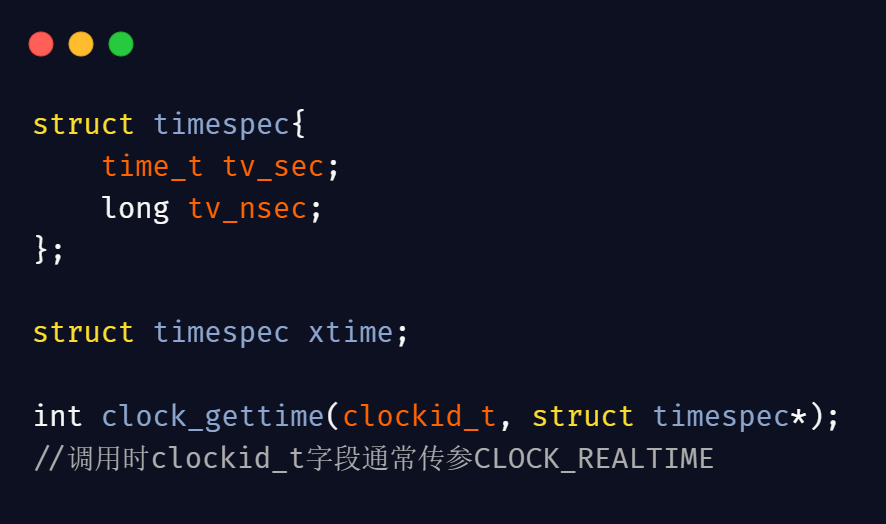 struct timespec{
    time_t tv_sec;
    long tv_nsec;
};
struct timespec xtime;
int clock_gettime(clockid_t, struct timespec*);
//调用时clockid_t字段通常传参CLOCK_REALTIME